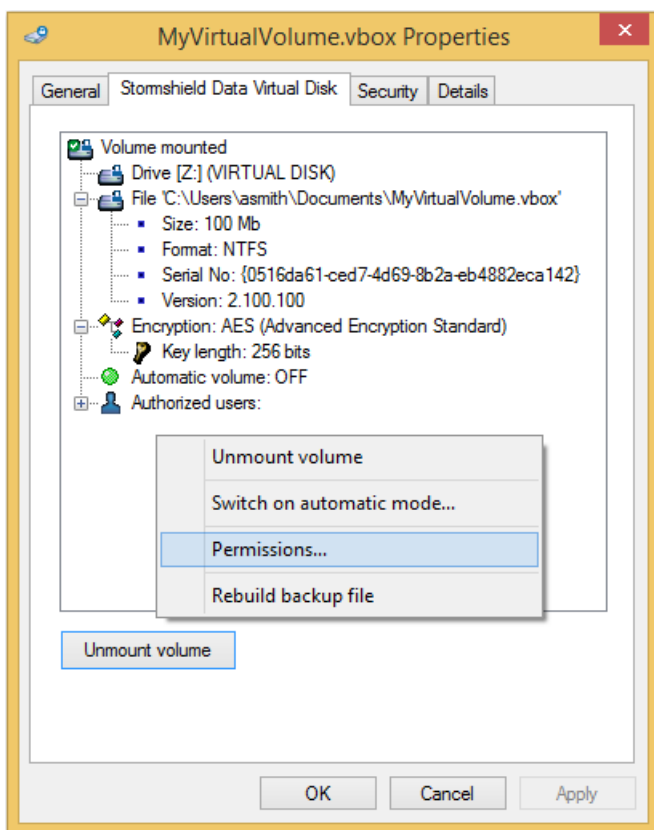 MyVirtualVolume.vbox Properties
General Stormshield Data Virtual Disk Security Details
Volume mounted
Drive [Z:] (VIRTUAL DISK)
File 'C:\Users\asmith\Documents\MyVirtualVolume.vbox'
Size: 100 Mb
Format: NTFS
Serial No: {0516da61-ced7-4d69-8b2a-eb4882eca142}
Version: 2.100.100
Encryption: AES (Advanced Encryption Standard)
Key length: 256 bits
Automatic volume: OFF
Authorized users:
Unmount volume
Switch on automatic mode...
Permissions...
Rebuild backup file
Unmount volume
OK Cancel Apply